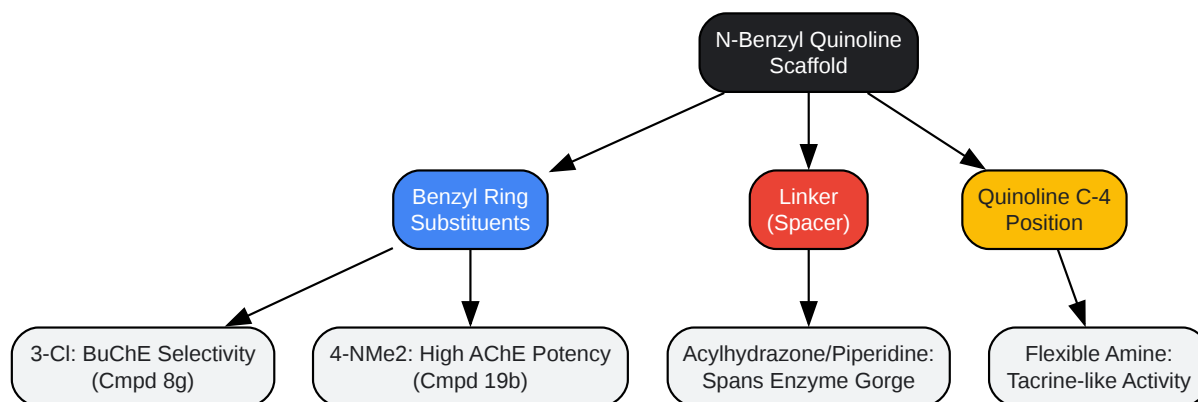 N-Benzyl Quinoline
Scaffold
Benzyl Ring
Substituents
Linker
(Spacer)
Quinoline C-4
Position
3-Cl: BuChE Selectivity
(Cmpd 8g)
4-NMe2: High AChE Potency
(Cmpd 19b)
Acylhydrazone/Piperidine:
Spans Enzyme Gorge
Flexible Amine:
Tacrine-like Activity